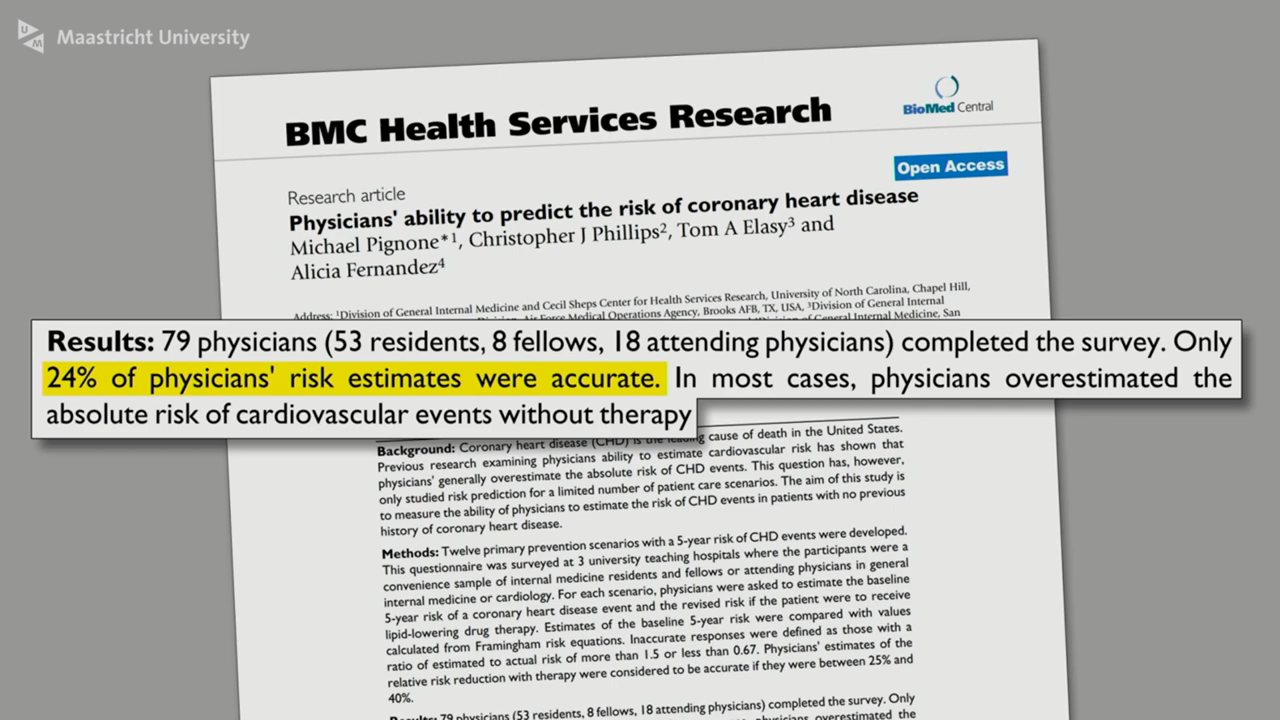 Maastricht University
BMC Health Services Research
BioMed Central
Open Access
Research article
Physicians' ability to predict the risk of coronary heart disease
Michael Pignone*1, Christopher J Phillips2, Tom A Elasy3 and
Alicia Fernandez4
Address: 1Division of General Internal Medicine and Cecil Sheps Center for Health Services Research, University of North Carolina, Chapel Hill,
Air Force Medical Operations Agency, Brooks AFB, TX, USA, 3Division of General Internal
of General Internal Medicine, San
Results: 79 physicians (53 residents, 8 fellows, 18 attending physicians) completed the survey. Only
24% of physicians' risk estimates were accurate. In most cases, physicians overestimated the
absolute risk of cardiovascular events without therapy
Background: Coronary heart disease (CHD) is the leading cause of death in the United States.
Previous research examining physicians ability to estimate cardiovascular risk has shown that
physicians' generally overestimate the absolute risk of CHD events. This question has, however,
only studied risk prediction for a limited number of patient care scenarios. The aim of this study is
to measure the ability of physicians to estimate the risk of CHD events in patients with no previous
history of coronary heart disease.
Methods: Twelve primary prevention scenarios with a 5-year risk of CHD events were developed.
This questionnaire was surveyed at 3 university teaching hospitals where the participants were a
convenience sample of internal medicine residents and fellows or attending physicians in general
internal medicine or cardiology. For each scenario, physicians were asked to estimate the baseline
5-year risk of a coronary heart disease event and the revised risk if the patient were to receive
lipid-lowering drug therapy. Estimates of the baseline 5-year risk were compared with values
calculated from Framingham risk equations. Inaccurate responses were defined as those with a
ratio of estimated to actual risk of more than 1.5 or less than 0.67. Physicians' estimates of the
relative risk reduction with therapy were considered to be accurate if they were between 25% and
40%.
Results: 79 physicians (53 residents, 8 fellows, 18 attending physicians) completed the survey. Only
physicians overestimated the